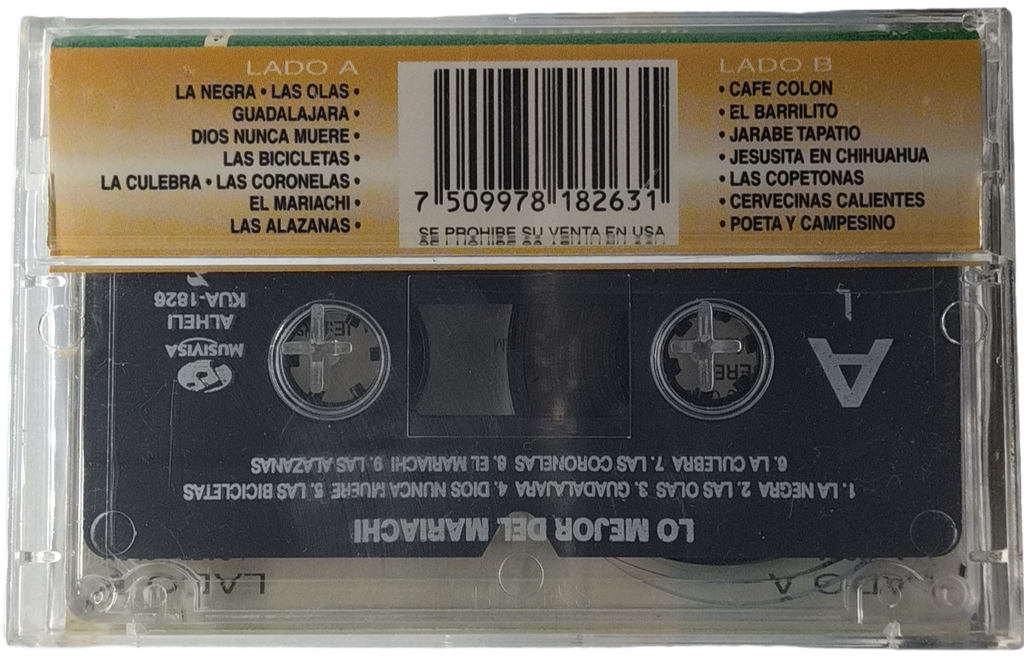 LADO A
LA NEGRA • LAS OLAS •
GUADALAJARA •
DIOS NUNCA MUERE •
LAS BICICLETAS •
LA CULEBRA • LAS CORONELAS •
EL MARIACHI •
LAS ALAZANAS •
7 509978 182631
SE PROHIBE SU VENTA EN USA
LADO B
• CAFE COLON
• EL BARRILITO
• JARABE TAPATIO
• JESUSITA EN CHIHUAHUA
• LAS COPETONAS
• CERVECINAS CALIENTES
• POETA Y CAMPESINO
LO MEJOR DEL MARIACHI
1. LA NEGRA 2. LAS OLAS 3. GUADALAJARA 4. DIOS NUNCA MUERE 5. LAS BICICLETAS
6. LA CULEBRA 7. LAS CORONELAS 8. EL MARIACHI 9. LAS ALAZANAS
A
MUSIVISA
ALHELI
KUA-1826
LADO A